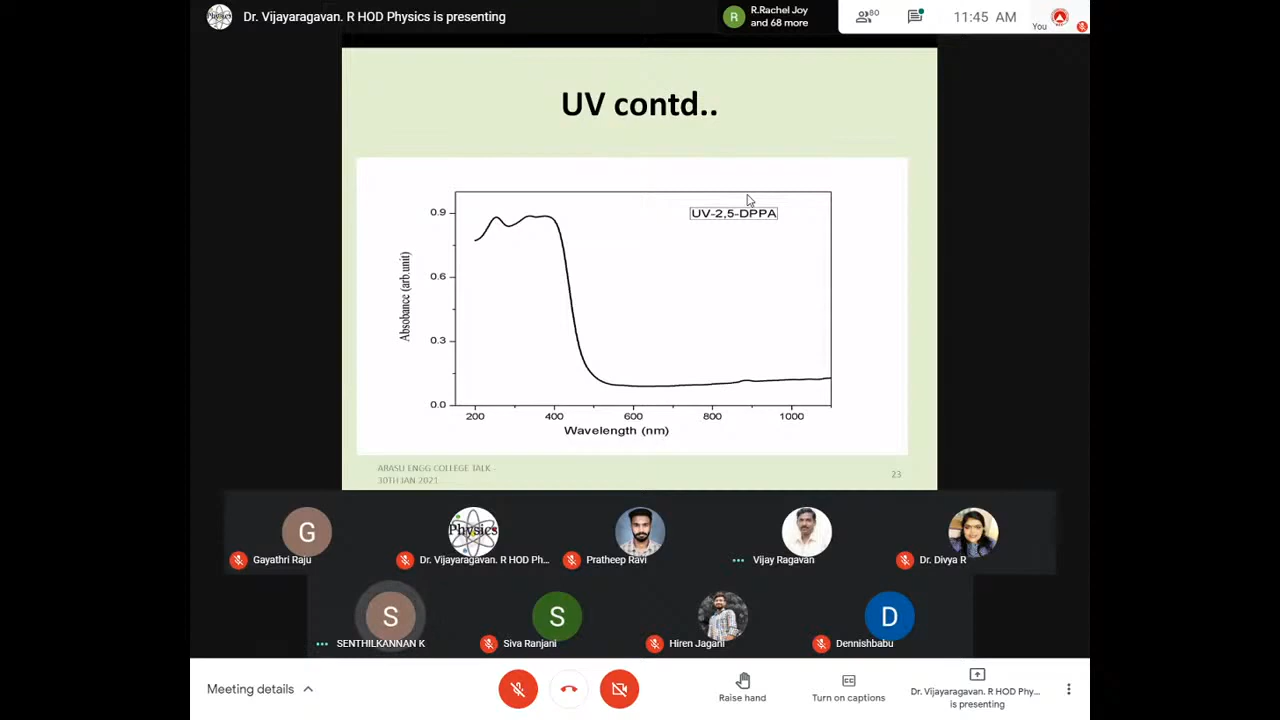 Dr. Vijayaragavan. R HOD Physics is presenting
R
R.Rachel Joy
and 68 more
80
11:45 AM
You
UV contd..
UV-2,5-DPPA
Absobance (arb.unit)
0.9
0.6
0.3
0.0
200 400 600 800 1000
Wavelength (nm)
ARASU ENGG COLLEGE TALK -
30TH JAN 2021
23
G
Physics
Gayathri Raju
Dr. Vijayaragavan. R HOD Ph...
Pratheep Ravi
Vijay Ragavan
Dr. Divya R
S
S
D
SENTHILKANNAN K
Siva Ranjani
Hiren Jagani
Dennishbabu
Meeting details
Raise hand
CC
Turn on captions
Dr. Vijayaragavan. R HOD Phy...
is presenting